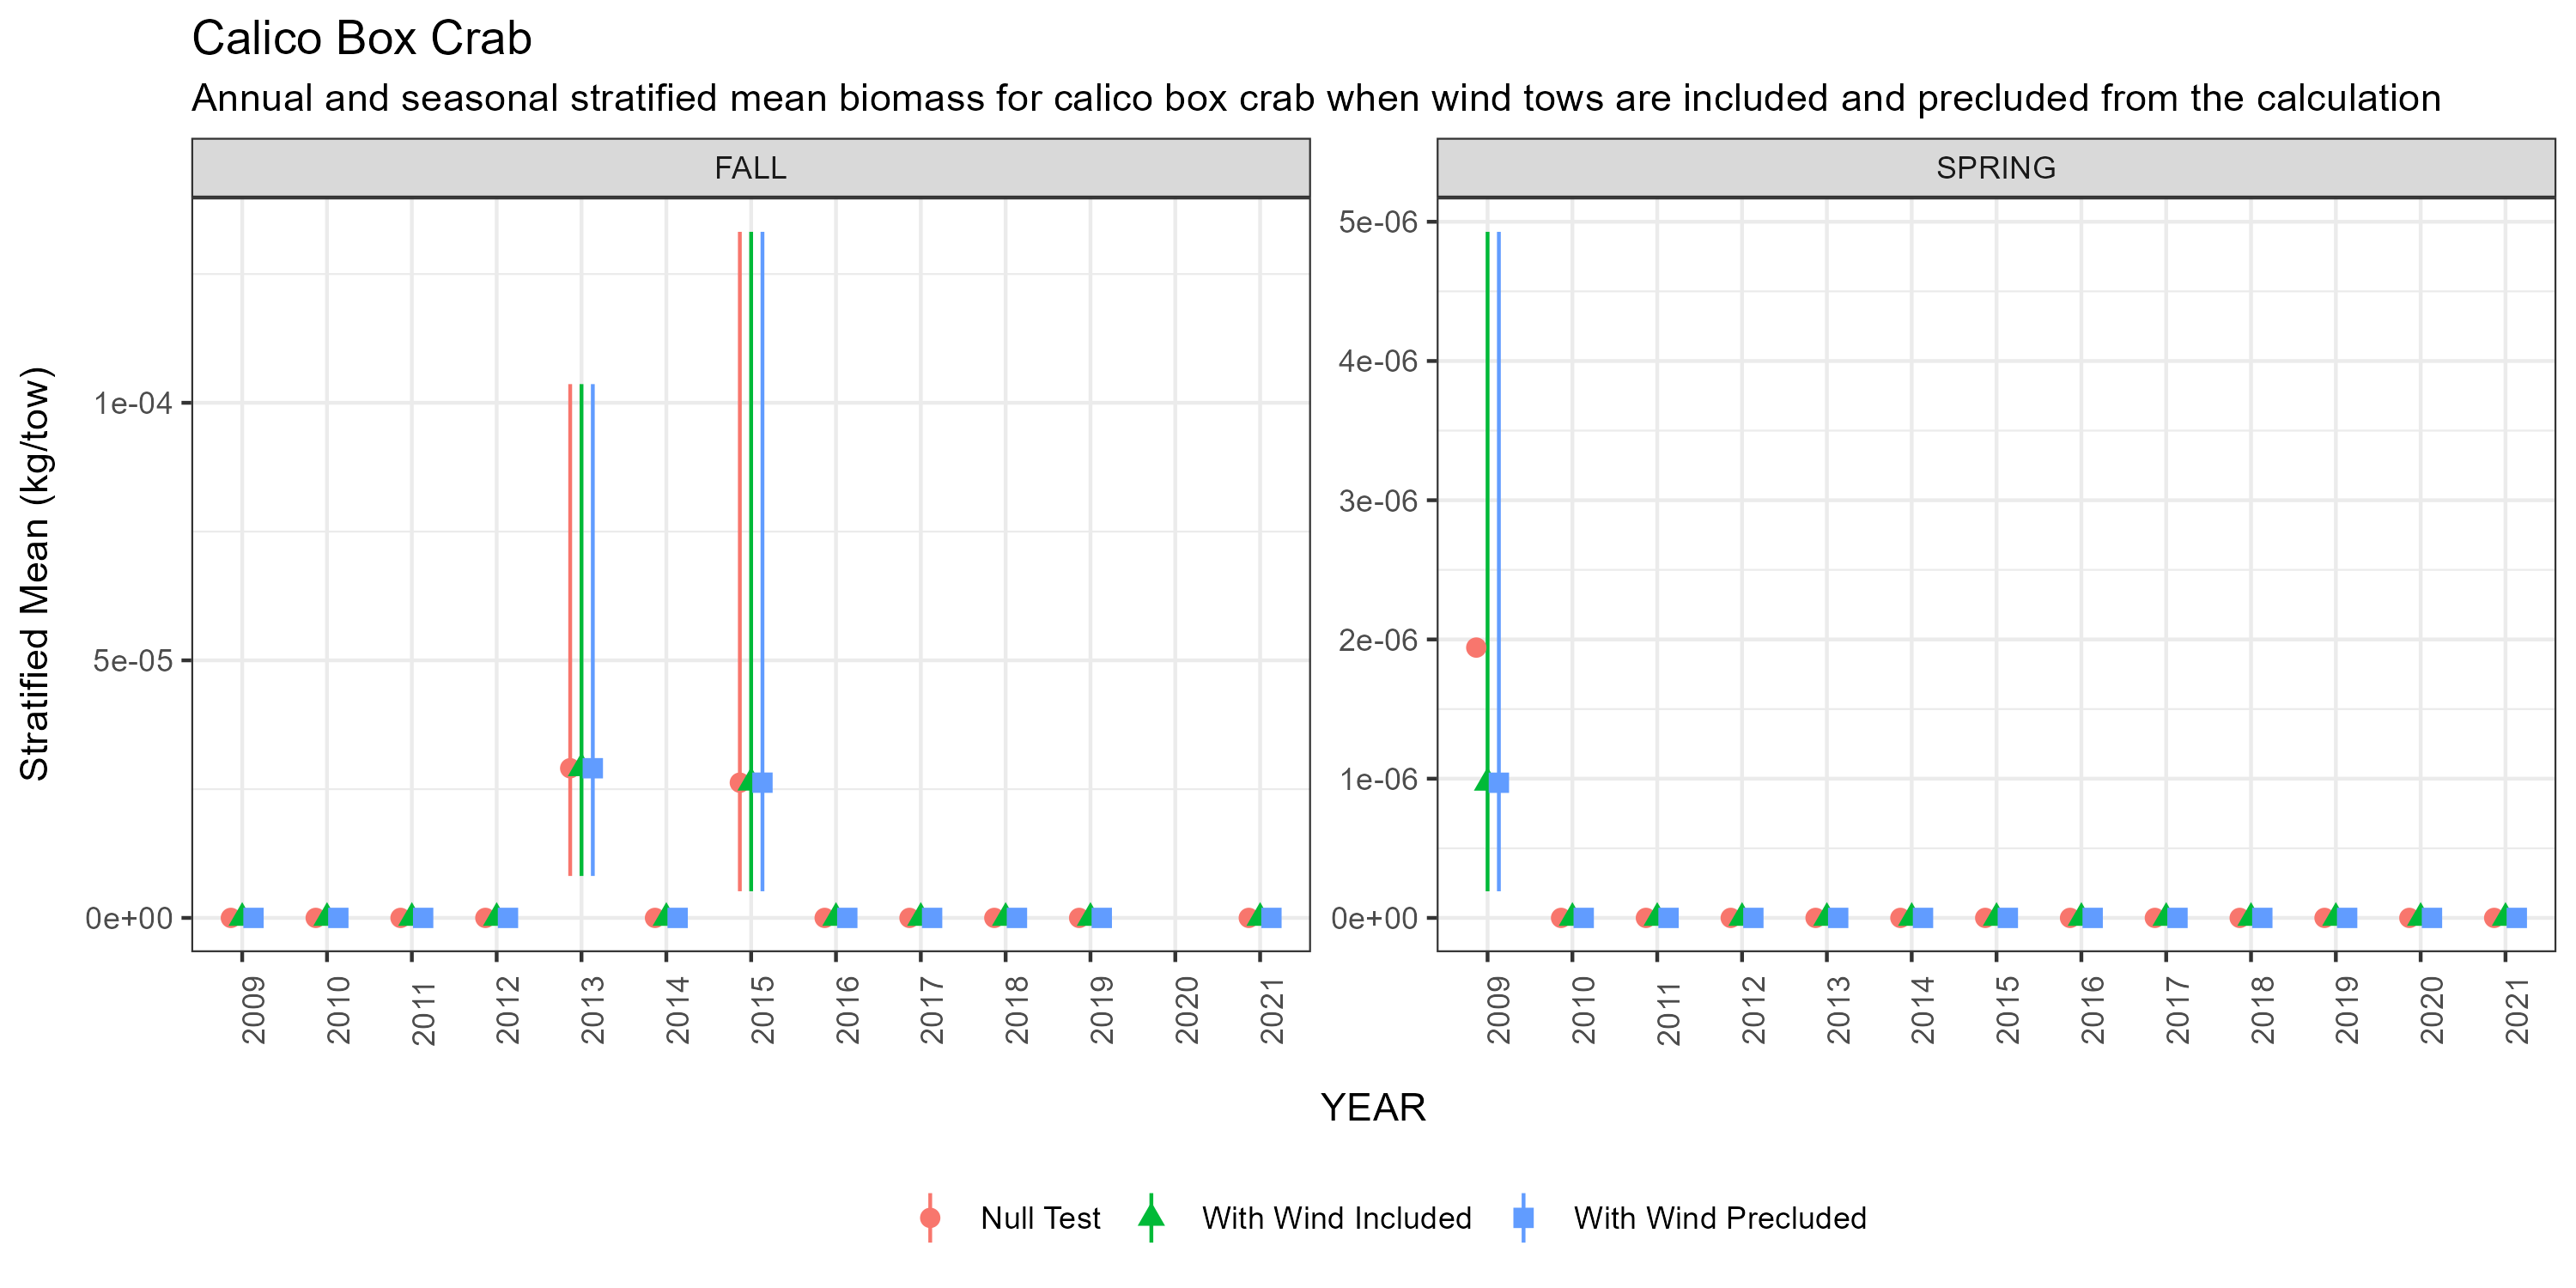 Calico Box Crab
Annual and seasonal stratified mean biomass for calico box crab when wind tows are included and precluded from the calculation
FALL
SPRING
Stratified Mean (kg/tow)
1e-04
5e-05
0e+00
5e-06
4e-06
3e-06
2e-06
1e-06
0e+00
2009 2010 2011 2012 2013 2014 2015 2016 2017 2018 2019 2020 2021
2009 2010 2011 2012 2013 2014 2015 2016 2017 2018 2019 2020 2021
YEAR
Null Test With Wind Included With Wind Precluded